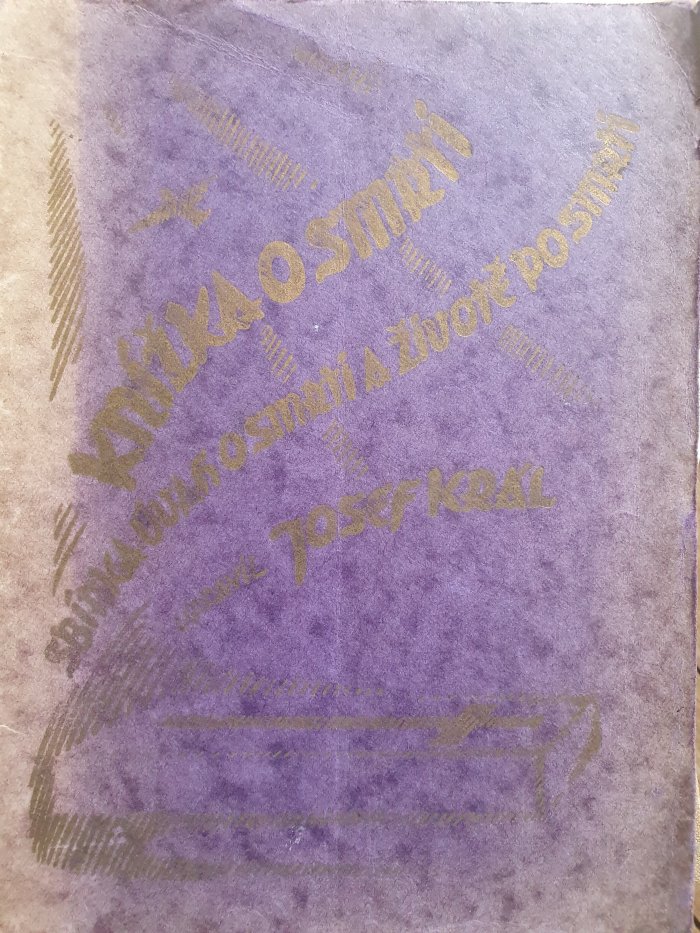 KNÍŽKA O SMRTI
SBÍRKA ÚVAH O SMRTI A ŽIVOTĚ PO SMRTI
JOSEF KRÁL